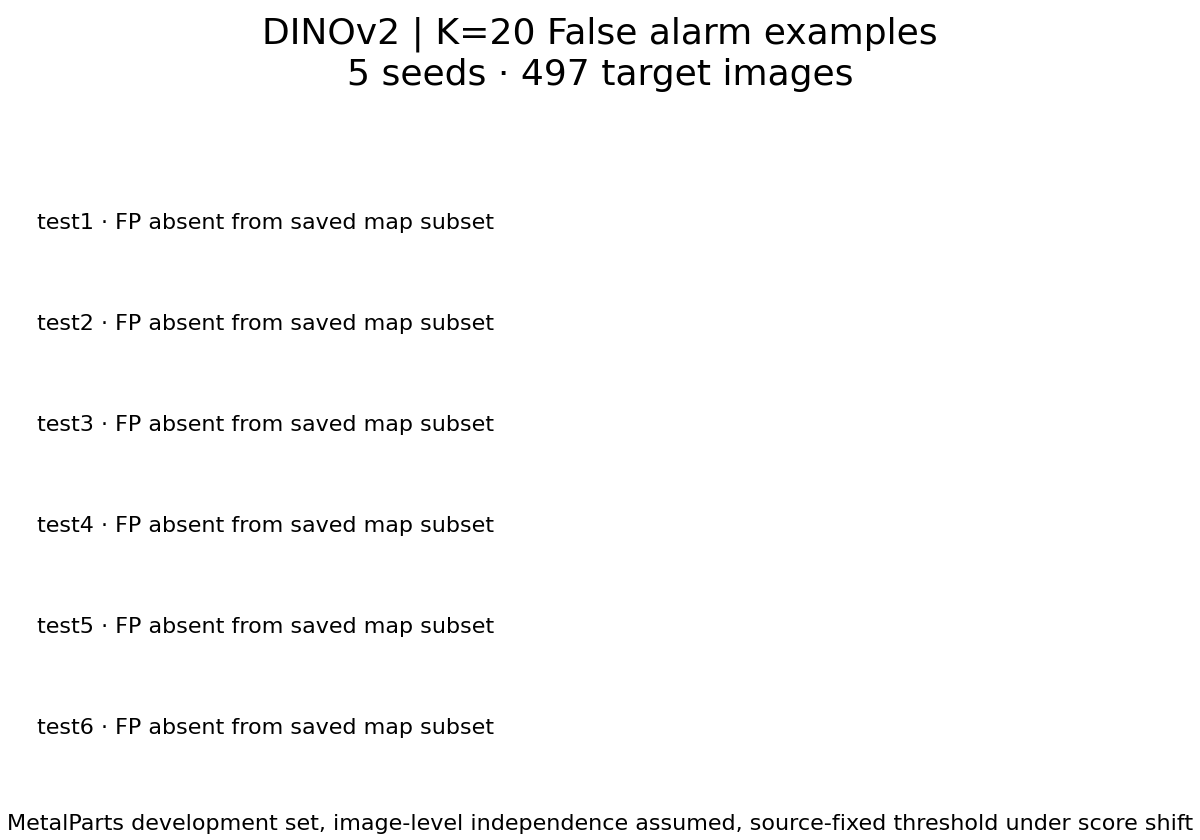 DINOv2 | K=20 False alarm examples
5 seeds · 497 target images
test1 · FP absent from saved map subset
test2 · FP absent from saved map subset
test3 · FP absent from saved map subset
test4 · FP absent from saved map subset
test5 · FP absent from saved map subset
test6 · FP absent from saved map subset
MetalParts development set, image-level independence assumed, source-fixed threshold under score shift